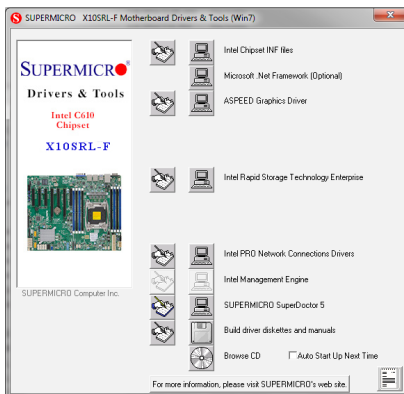 SUPERMICRO X10SRL-F Motherboard Drivers & Tools (Win7)
SUPERMICRO
Drivers & Tools
Intel C610
Chipset
X10SRL-F
SUPERMICRO Computer Inc.
Intel Chipset INF files
Microsoft .Net Framework (Optional)
ASPEED Graphics Driver
Intel Rapid Storage Technology Enterprise
Intel PRO Network Connections Drivers
Intel Management Engine
SUPERMICRO SuperDoctor 5
Build driver diskettes and manuals
Browse CD
Auto Start Up Next Time
For more information, please visit SUPERMICRO's web site.